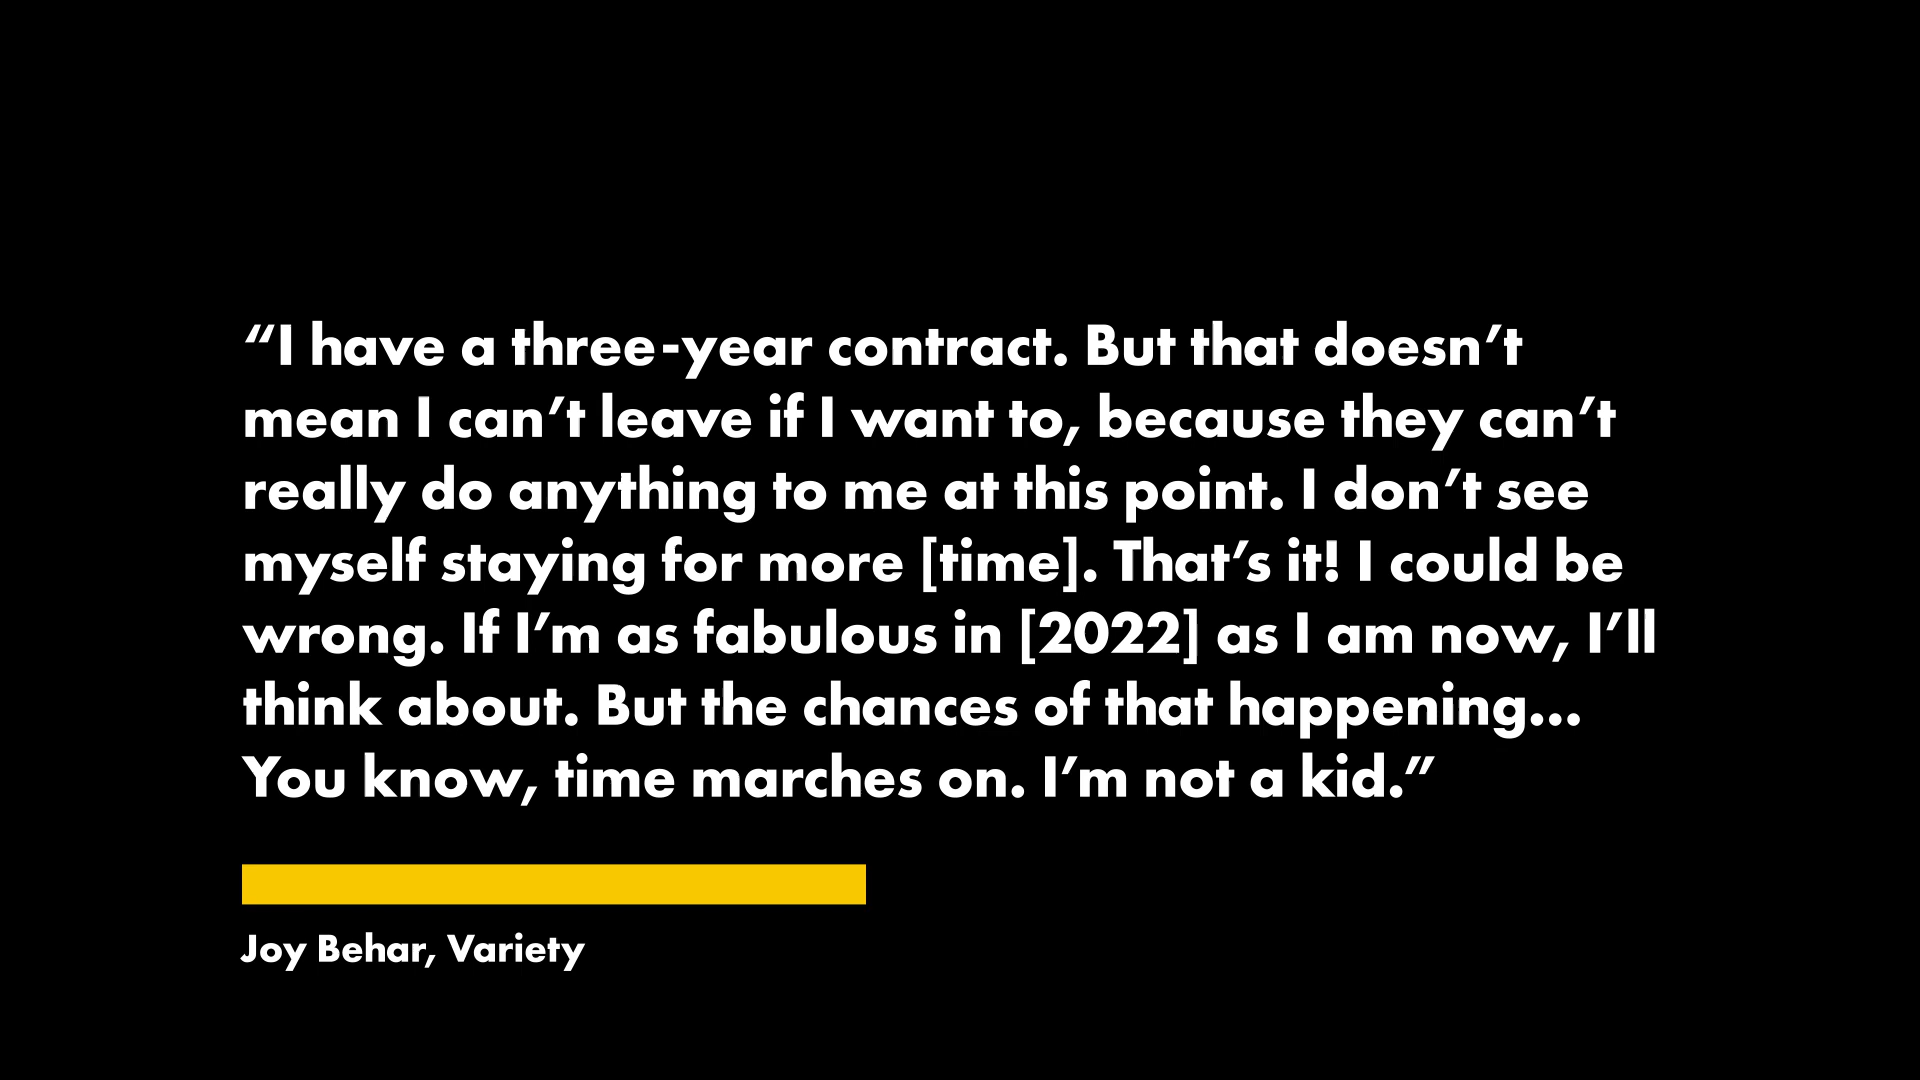 “I have a three-year contract. But that doesn’t
mean I can’t leave if I want to, because they can’t
really do anything to me at this point. I don’t see
myself staying for more [time]. That’s it! I could be
wrong. If I’m as fabulous in [2022] as I am now, I’ll
think about. But the chances of that happening...
You know, time marches on. I’m not a kid.”
Joy Behar, Variety